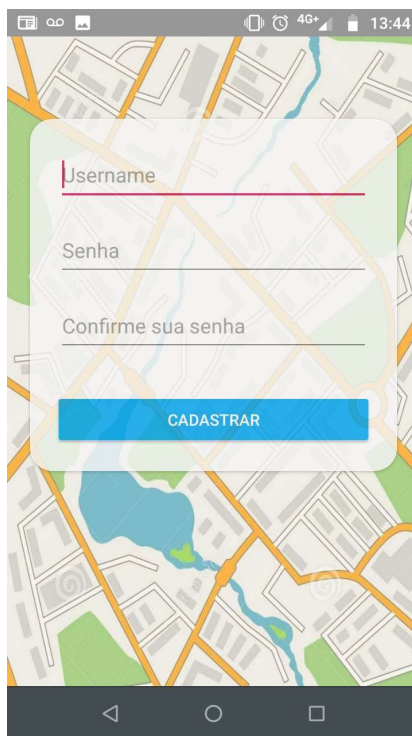 4G+ 13:44
Username
Senha
Confirme sua senha
CADASTRAR